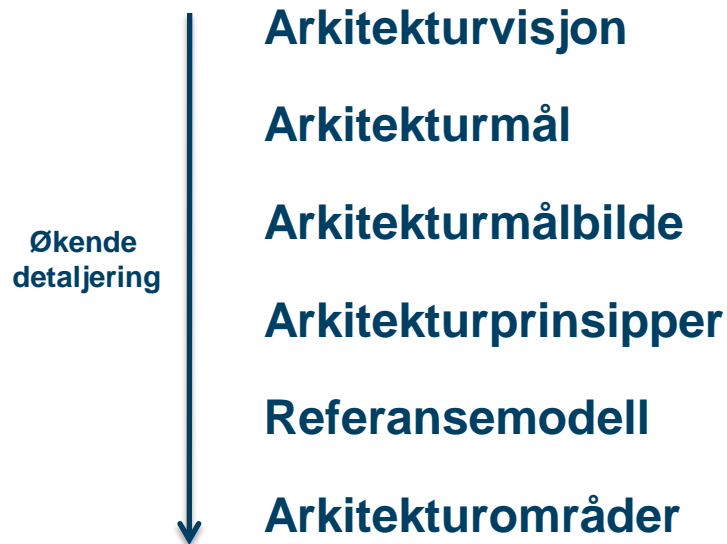 Arkitekturvisjon
Arkitekturmål
Arkitekturmålbilde
Økende
detaljering
Arkitekturprinsipper
Referansemodell
Arkitekturområder